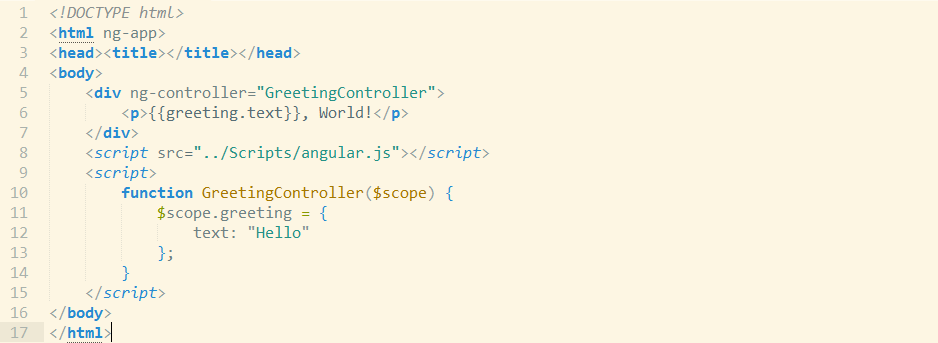 1 <!DOCTYPE html>
2 <html ng-app>
3 <head><title></title></head>
4 <body>
5     <div ng-controller="GreetingController">
6         <p>{{greeting.text}}, World!</p>
7     </div>
8     <script src="../Scripts/angular.js"></script>
9     <script>
10         function GreetingController($scope) {
11             $scope.greeting = {
12                 text: "Hello"
13             };
14         }
15     </script>
16 </body>
17 </html>